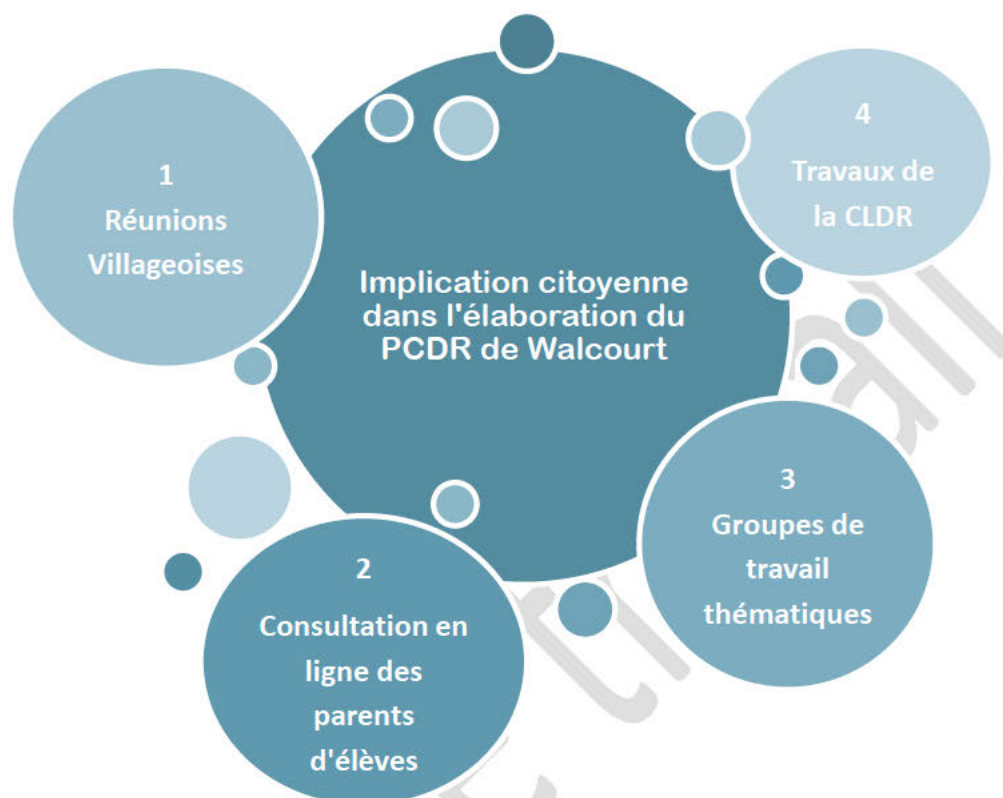 Implication citoyenne
dans l'élaboration du
PCDR de Walcourt
1
Réunions
Villageoises
2
Consultation en
ligne des
parents
d'élèves
3
Groupes de
travail
thématiques
4
Travaux de
la CLDR